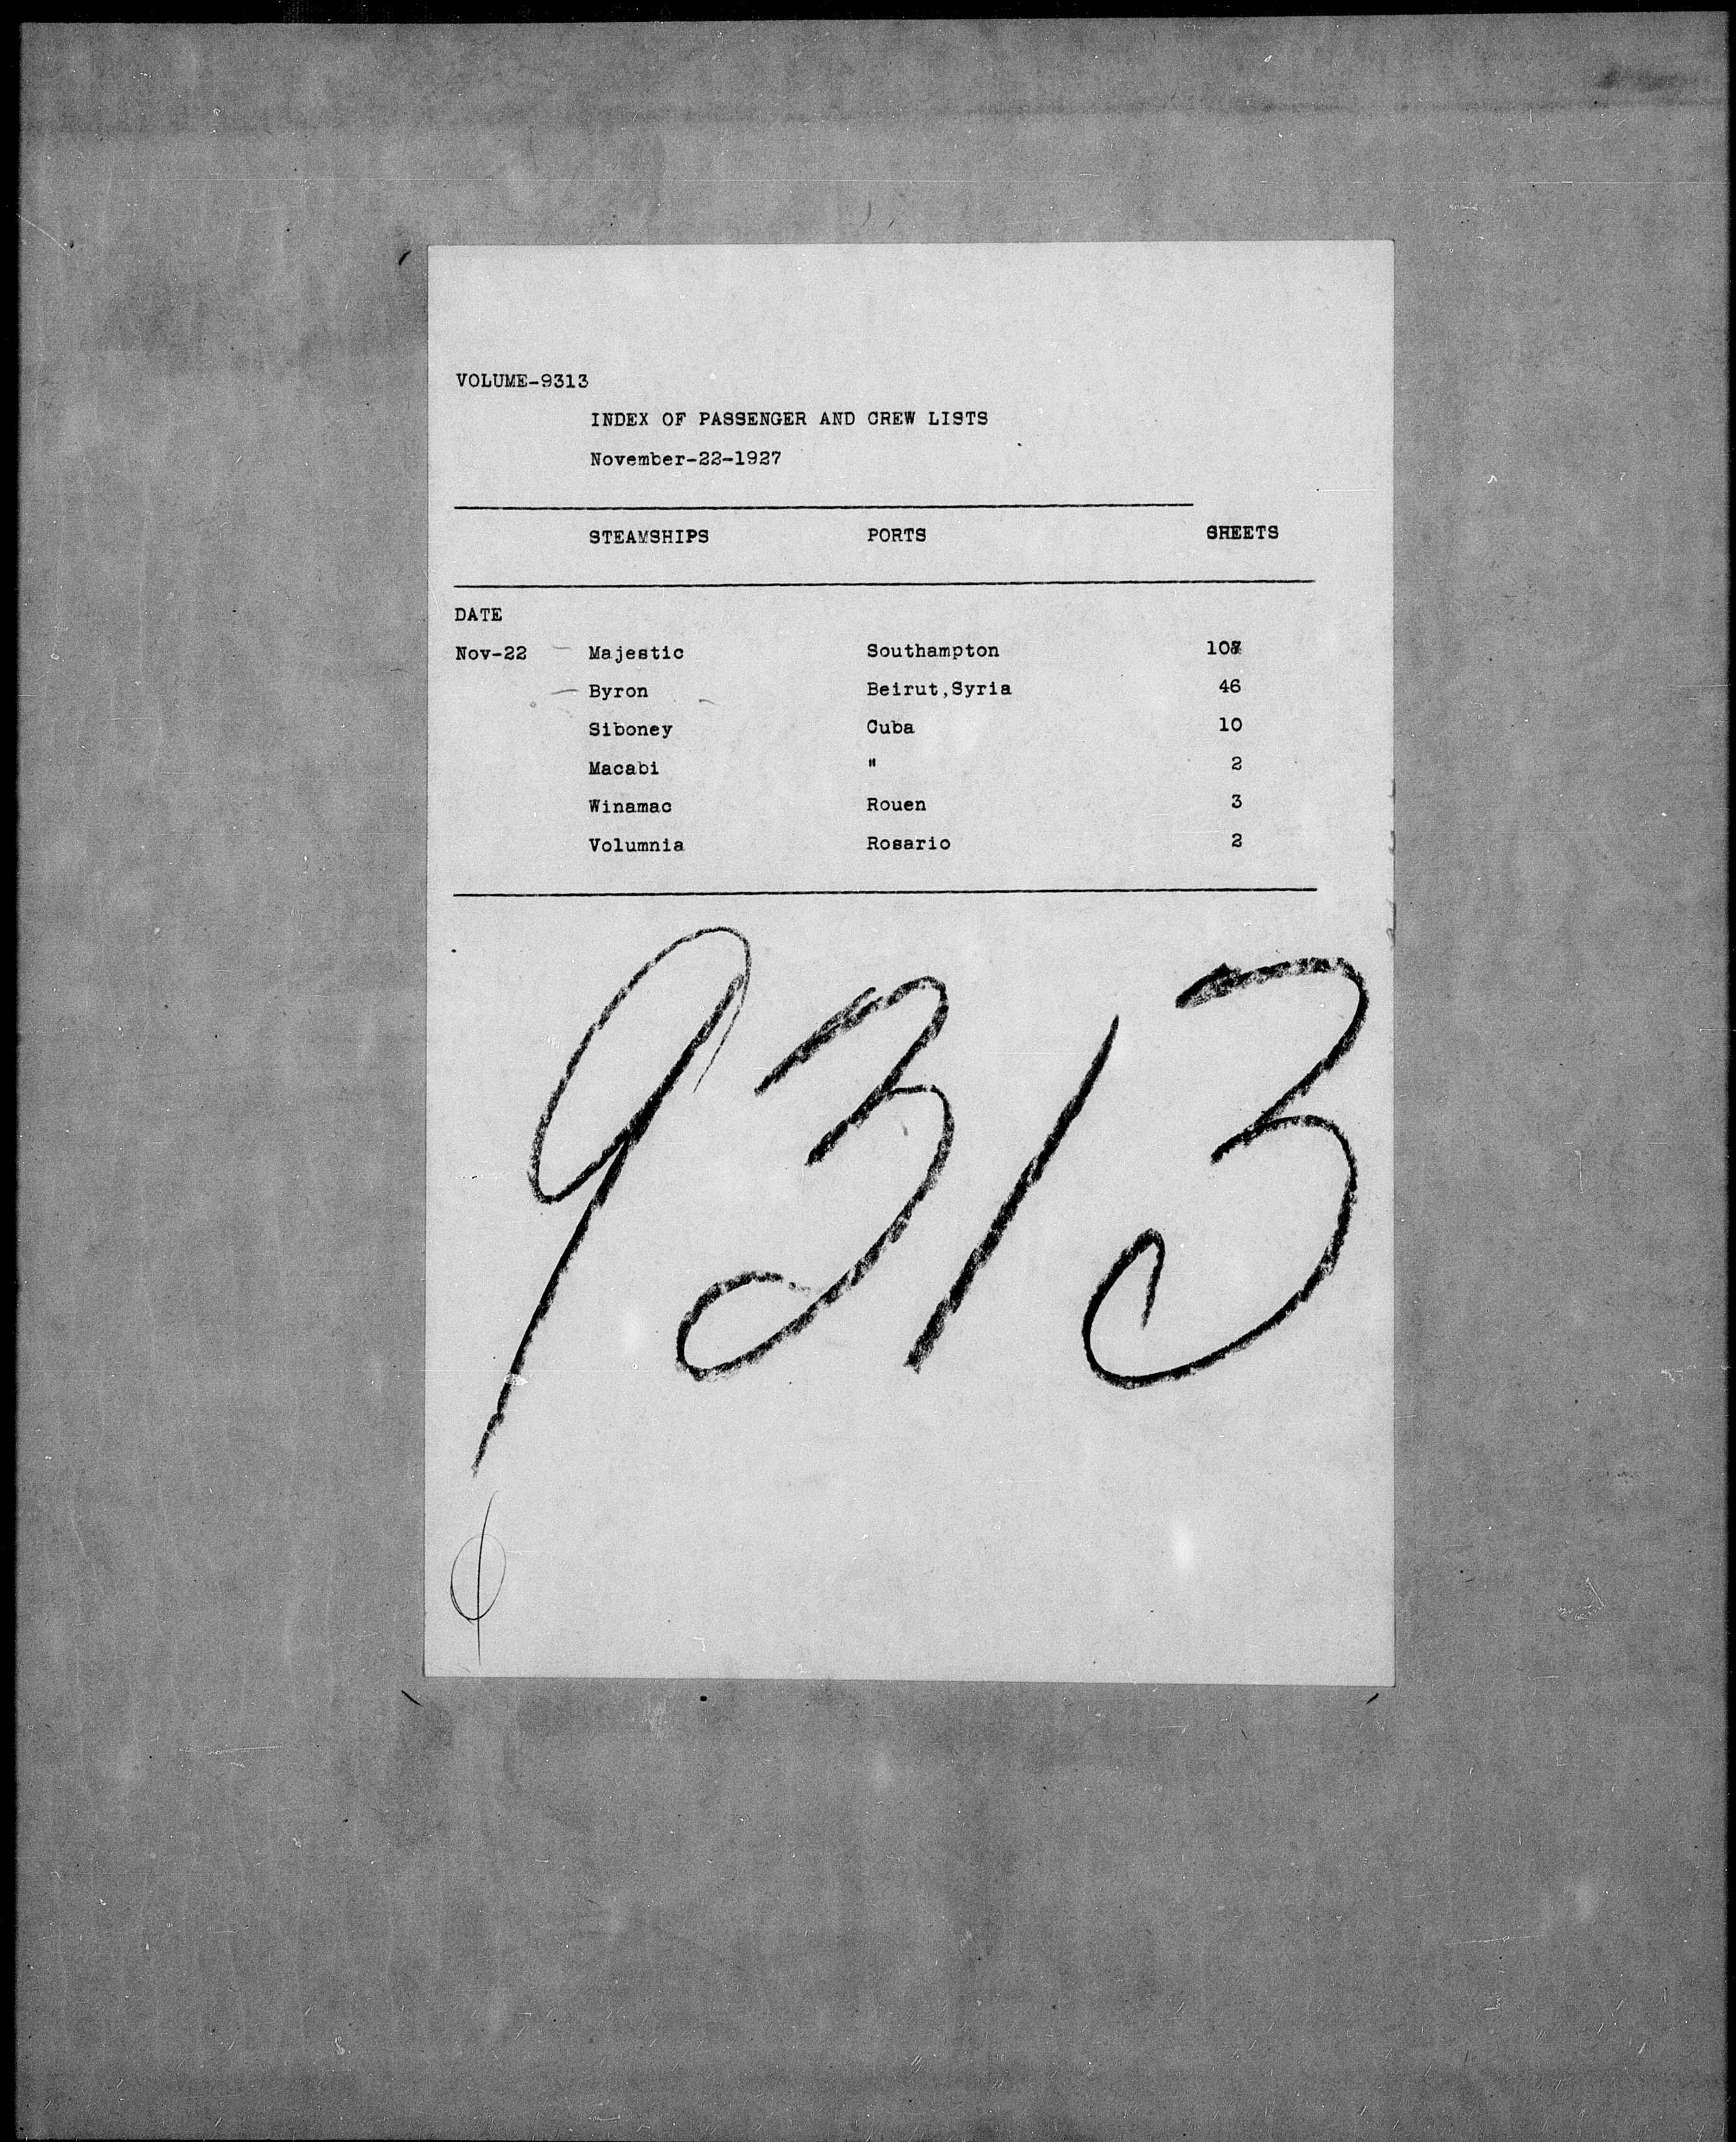 VOLUME-9313
INDEX OF PASSENGER AND CREW LISTS
November-22-1927
STEAMSHIPS PORTS SHEETS
DATE
Nov-22 Majestic Southampton
Byron Beirut,Syria 46
Siboney Cuba 10
Macabi " 2
Winamac Rouen 3
Volumnia Rosario 2
9313